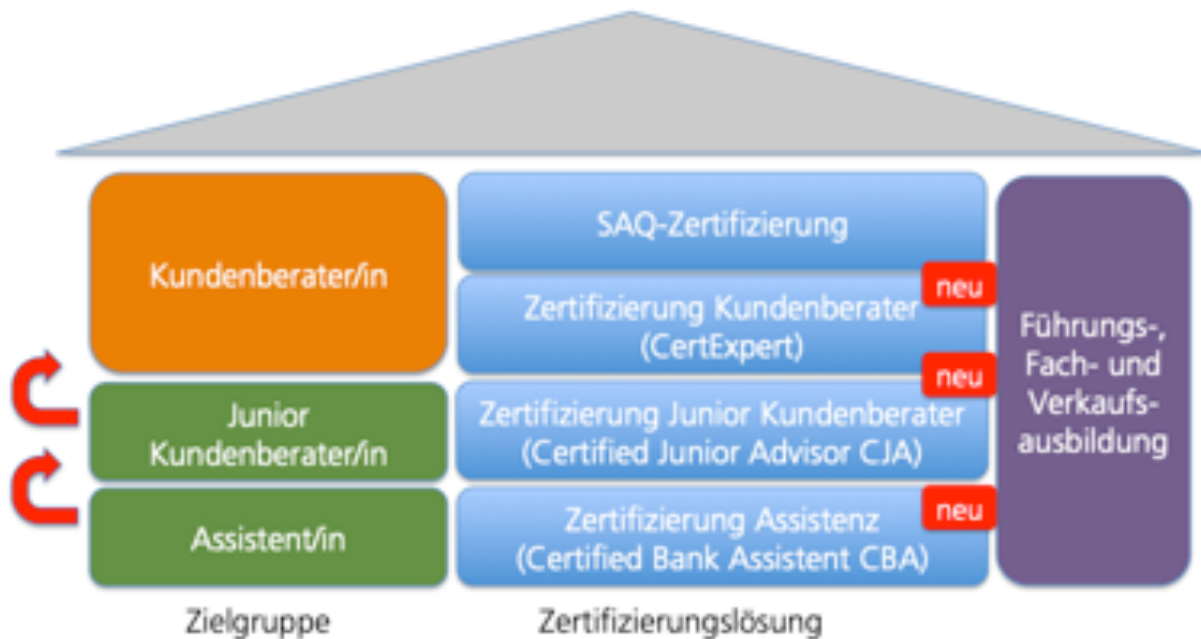 Kundenberater/in
SAQ-Zertifizierung
neu
Zertifizierung Kundenberater
(CertExpert)
neu
Junior
Kundenberater/in
Zertifizierung Junior Kundenberater
(Certified Junior Advisor CJA)
neu
Assistent/in
Zertifizierung Assistenz
(Certified Bank Assistent CBA)
Führungs-,
Fach- und
Verkaufs-
ausbildung
Zielgruppe
Zertifizierungslösung